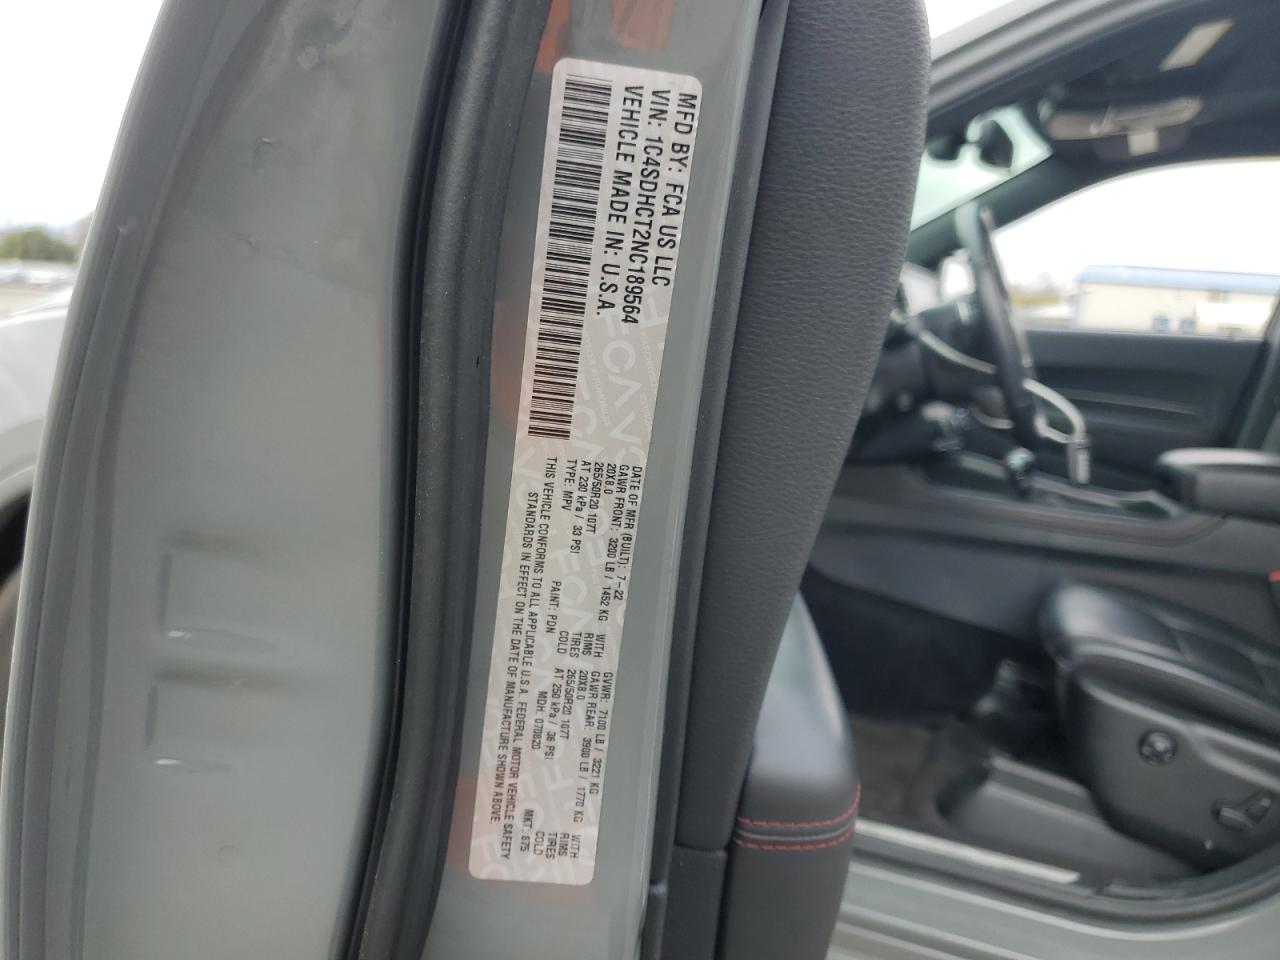 MFD BY: FCA US LLC
VIN: 1C4SDHCT2NC189564
VEHICLE MADE IN: U.S.A.
DATE OF MFR (BUILT): 7-22 GVWR: 7100 LB / 3221 KG
GAWR FRONT: 3200 LB / 1452 KG WITH GAWR REAR: 3900 LB / 1770 KG WITH
20X8.0 RIMS 20X8.0 RIMS
265/50R20 107T TIRES 265/50R20 107T TIRES
AT 230 kPa / 33 PSI COLD AT 250 kPa / 36 PSI COLD
TYPE: MPV PAINT: PDN MDH: 070820 MKT: 875
THIS VEHICLE CONFORMS TO ALL APPLICABLE U.S.A. FEDERAL MOTOR VEHICLE SAFETY
STANDARDS IN EFFECT ON THE DATE OF MANUFACTURE SHOWN ABOVE.